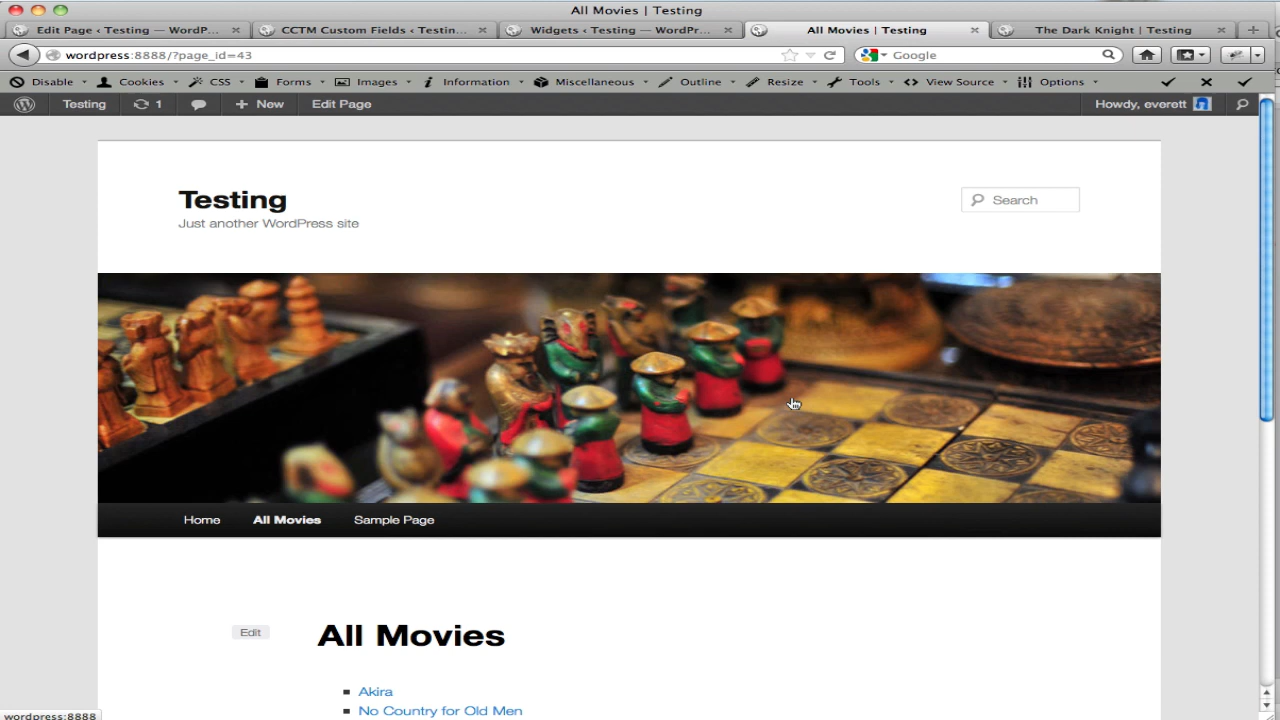 All Movies | Testing
Edit Page ‹ Testing — WordP...
CCTM Custom Fields ‹ Testin...
Widgets ‹ Testing — WordPr...
All Movies | Testing
The Dark Knight | Testing
wordpress:8888/?page_id=43
Google
Disable Cookies CSS Forms Images Information Miscellaneous Outline Resize Tools View Source Options
Testing 1 New Edit Page Howdy, everett
Testing
Just another WordPress site
Search
Home All Movies Sample Page
Edit
All Movies
Akira
No Country for Old Men
wordpress:8888